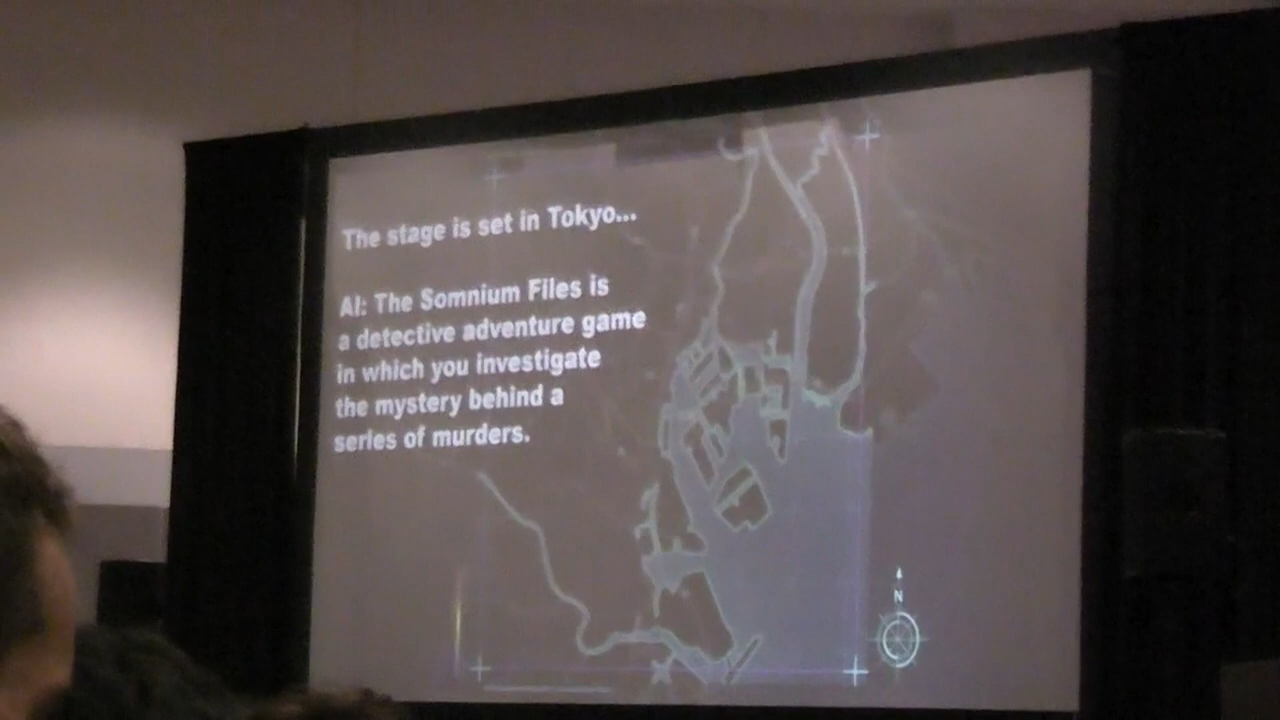 The stage is set in Tokyo...
AI: The Somnium Files is
a detective adventure game
in which you investigate
the mystery behind a
series of murders.
N